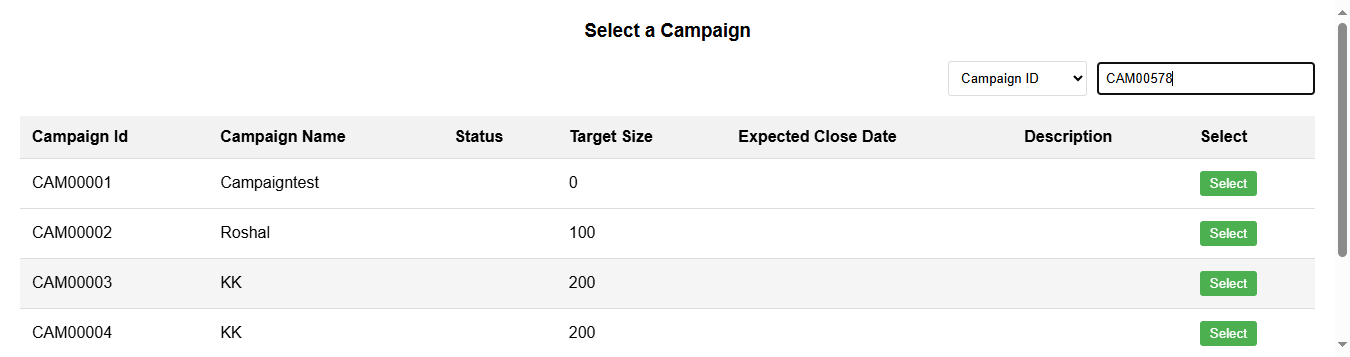 Select a Campaign
Campaign ID CAM00578
Campaign Id Campaign Name Status Target Size Expected Close Date Description Select
CAM00001 Campaigntest 0 Select
CAM00002 Roshal 100 Select
CAM00003 KK 200 Select
CAM00004 KK 200 Select